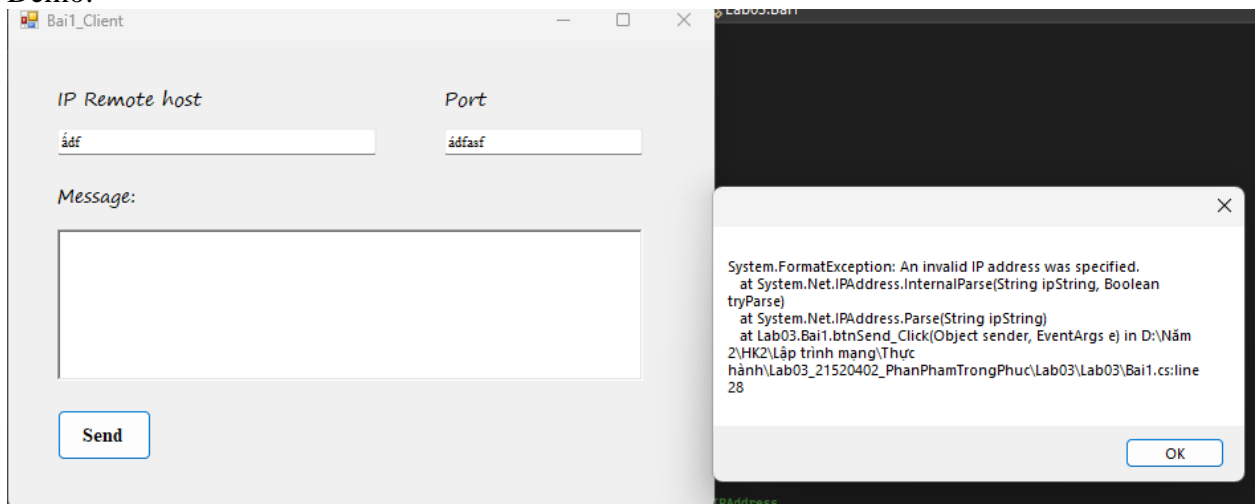 Bai1_Client
IP Remote host
Port
ấdf
ádfasf
Message:
Send
System.FormatException: An invalid IP address was specified.
at System.Net.IPAddress.InternalParse(String ipString, Boolean
tryParse)
at System.Net.IPAddress.Parse(String ipString)
at Lab03.Bai1.btnSend_Click(Object sender, EventArgs e) in D:\Năm
2\HK2\Lập trình mạng\Thực
hành\Lab03_21520402_PhanPhamTrongPhuc\Lab03\Lab03\Bai1.cs:line
28
OK
IPAddress